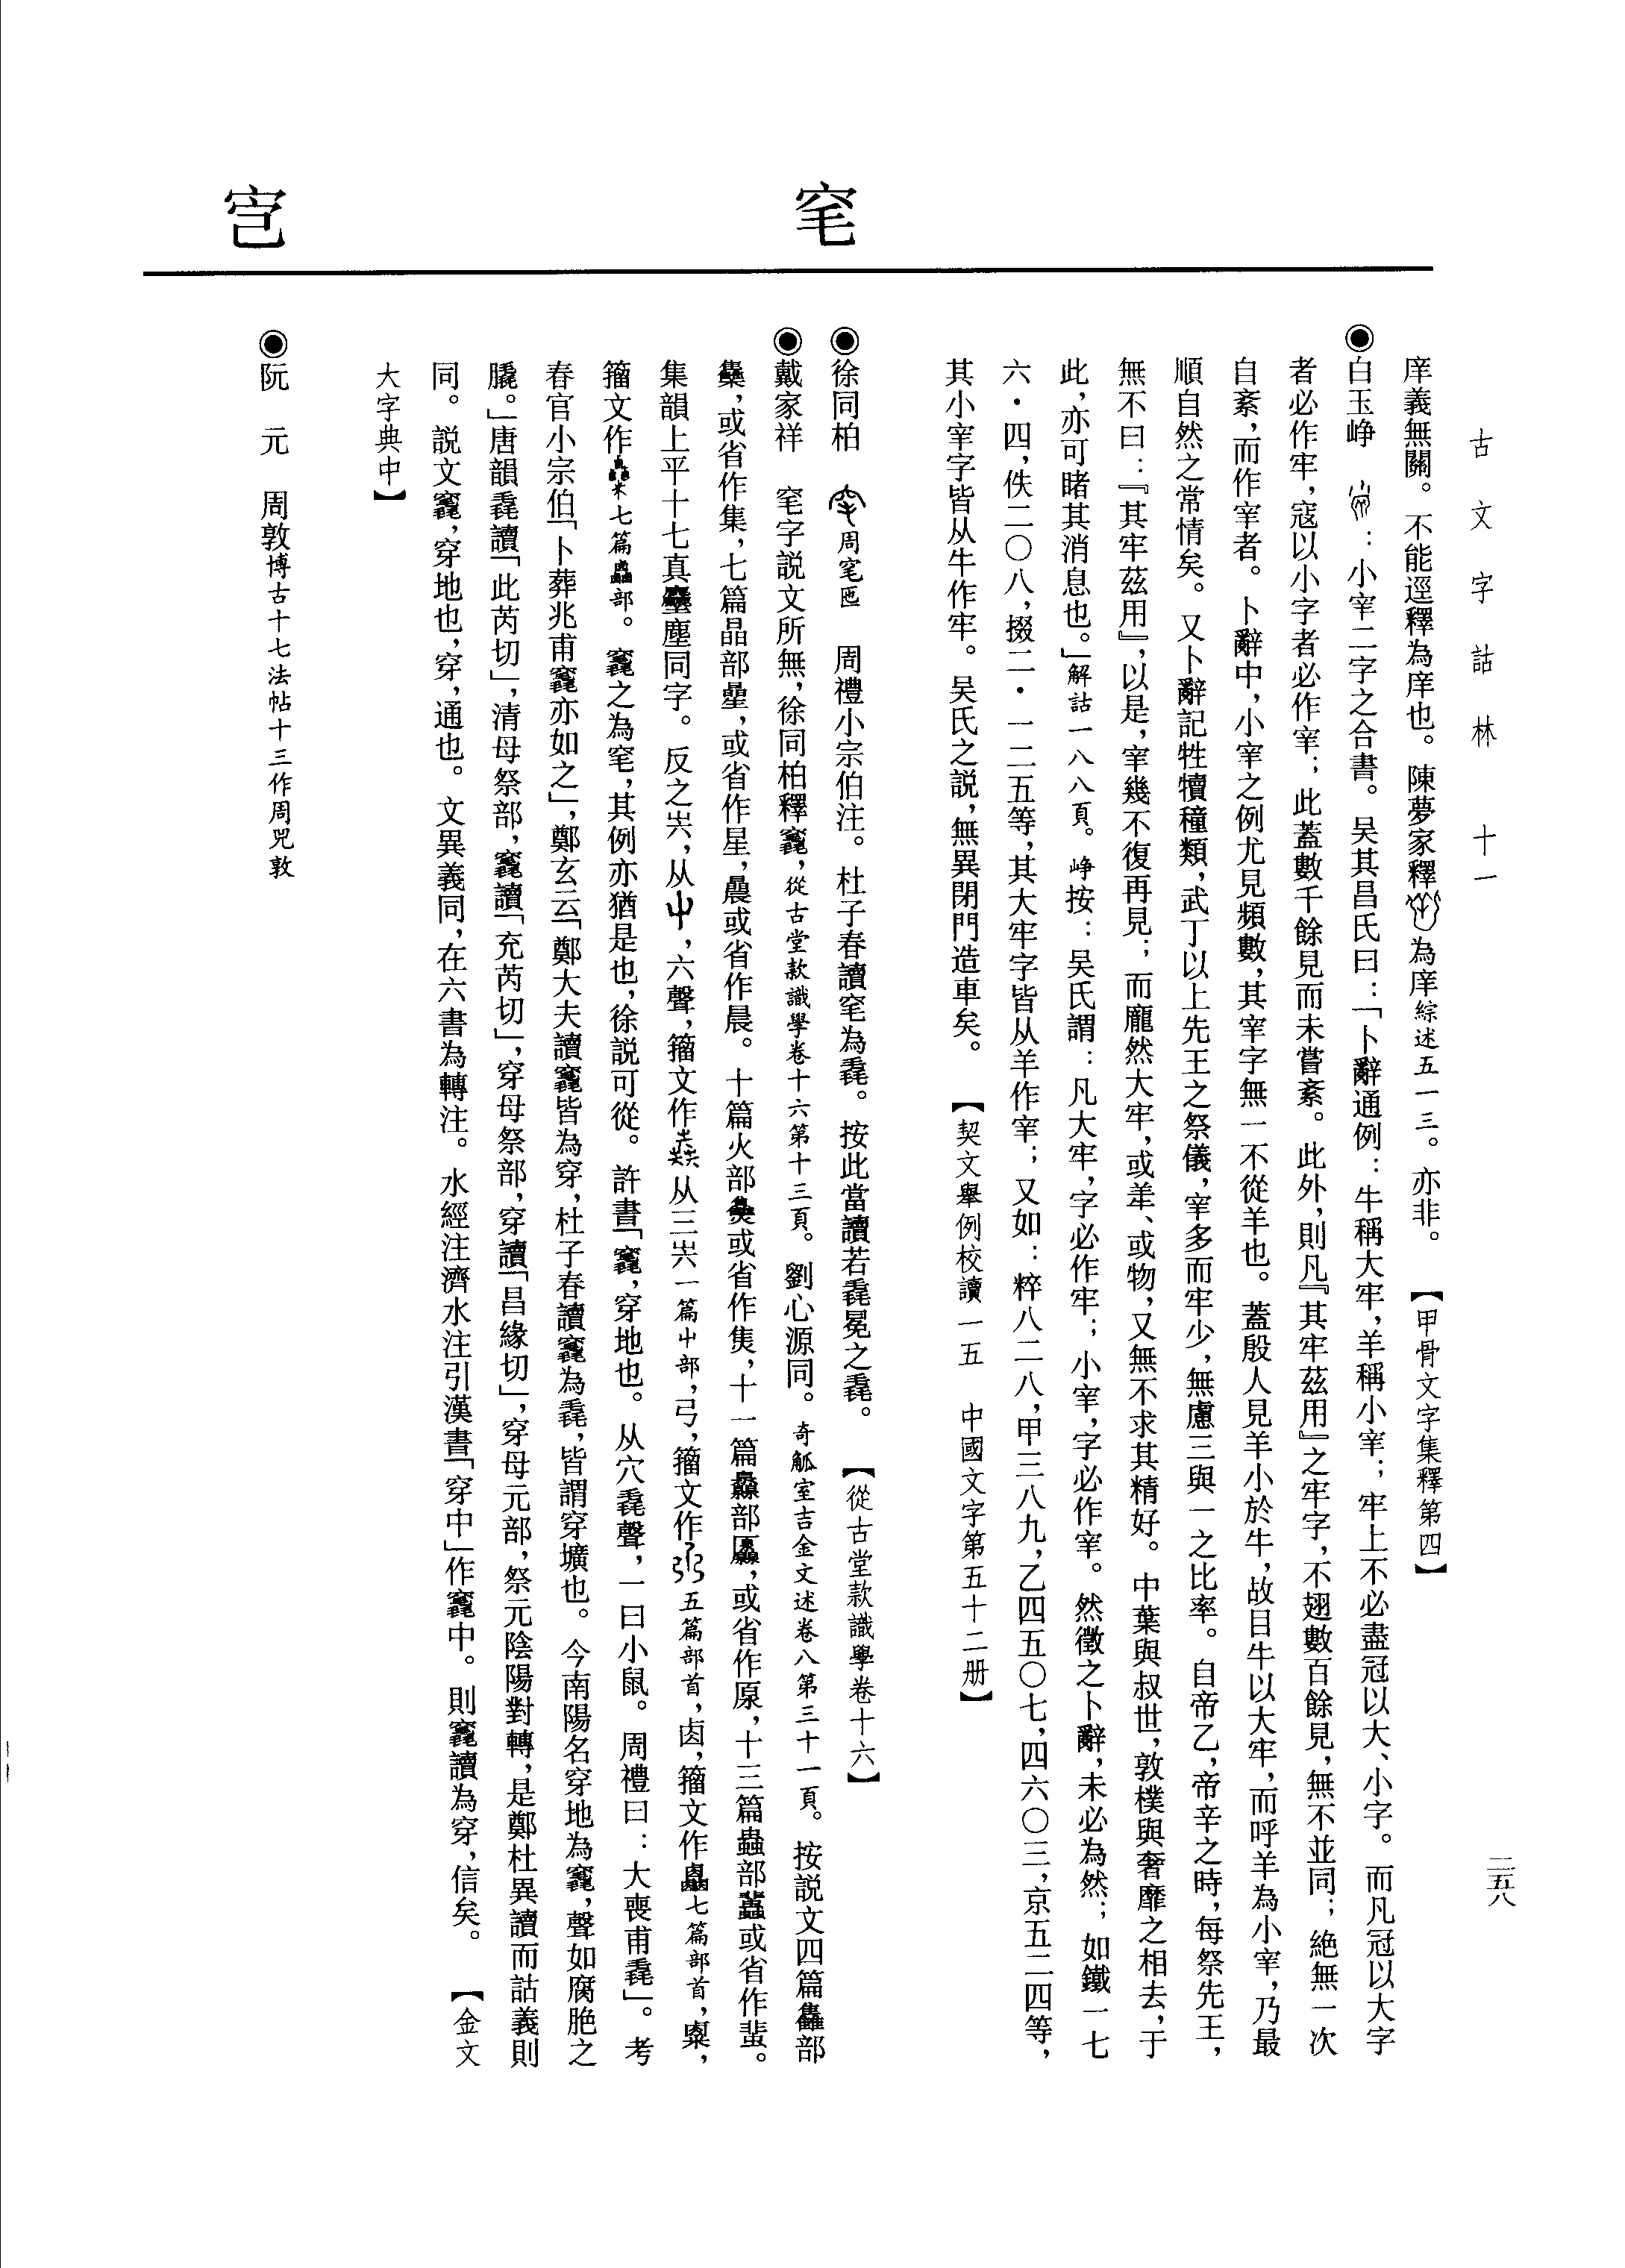 古文字詁林 十一
二五八
庠義無關。不能逕釋為庠也。陳夢家釋為庠綜述五一三。亦非。【甲骨文字集釋第四】
◉白玉崢 : 小宰二字之合書。吴其昌氏曰:「卜辭通例:牛稱大牢,羊稱小宰;牢上不必盡冠以大、小字。而凡冠以大字
者必作牢,寇以小字者必作宰;此蓋數千餘見而未嘗紊。此外,則凡『其牢茲用』之牢字,不翅數百餘見,無不並同;絶無一次
自紊,而作宰者。卜辭中,小宰之例尤見頻數,其宰字無一不從羊也。蓋殷人見羊小於牛,故目牛以大牢,而呼羊為小宰,乃最
順自然之常情矣。又卜辭記牲犢穜類,武丁以上先王之祭儀,宰多而牢少,無慮三與一之比率。自帝乙,帝辛之時,每祭先王,
無不曰:『其牢茲用』,以是,宰幾不復再見;而龐然大牢,或羊、或物,又無不求其精好。中葉與叔世,敦樸與奢靡之相去,于
此,亦可睹其消息也。」解詁一八八頁。崢按:吴氏謂:凡大牢,字必作牢;小宰,字必作宰。然徵之卜辭,未必為然;如鐵一七
六・四,佚二〇八,掇二・一二五等,其大牢字皆从羊作宰;又如:粹八二八,甲三八九,乙四五〇七,四六〇三,京五二四等,
其小宰字皆从牛作牢。吴氏之説,無異閉門造車矣。【契文舉例校讀一五 中國文字第五十二册】
窀
◉徐同柏 周窀匜 周禮小宗伯注。杜子春讀窀為毳。按此當讀若毳冕之毳。【從古堂款識學卷十六】
◉戴家祥 窀字説文所無,徐同柏釋竁,從古堂款識學卷十六第十三頁。劉心源同。奇觚室吉金文述卷八第三十一頁。按説文四篇雥部
雧,或省作集,七篇晶部曐,或省作星,曟或省作晨。十篇火部或省作焦,十一篇灥部厵,或省作原,十三篇蟲部或省作蜚。
集韻上平十七真塵同字。反之㞣,从屮,六聲,籀文作从三㞣一篇屮部,弓,籀文作五篇部首,卤,籀文作七篇部首,㮚,
籀文作七篇部。竁之為窀,其例亦猶是也,徐説可從。許書「竁,穿地也。从穴毳聲,一曰小鼠。周禮曰:大喪甫毳」。考
春官小宗伯「卜葬兆甫竁亦如之」,鄭玄云「鄭大夫讀竁皆為穿,杜子春讀竁為毳,皆謂穿壙也。今南陽名穿地為竁,聲如腐脃之
膬。」唐韻毳讀「此芮切」,清母祭部,竁讀「充芮切」,穿母祭部,穿讀「昌緣切」,穿母元部,祭元陰陽對轉,是鄭杜異讀而詁義則
同。説文竁,穿地也,穿,通也。文異義同,在六書為轉注。水經注濟水注引漢書「穿中」作竁中。則竁讀為穿,信矣。【金文
大字典中】
◉阮 元 周敦博古十七法帖十三作周兕敦